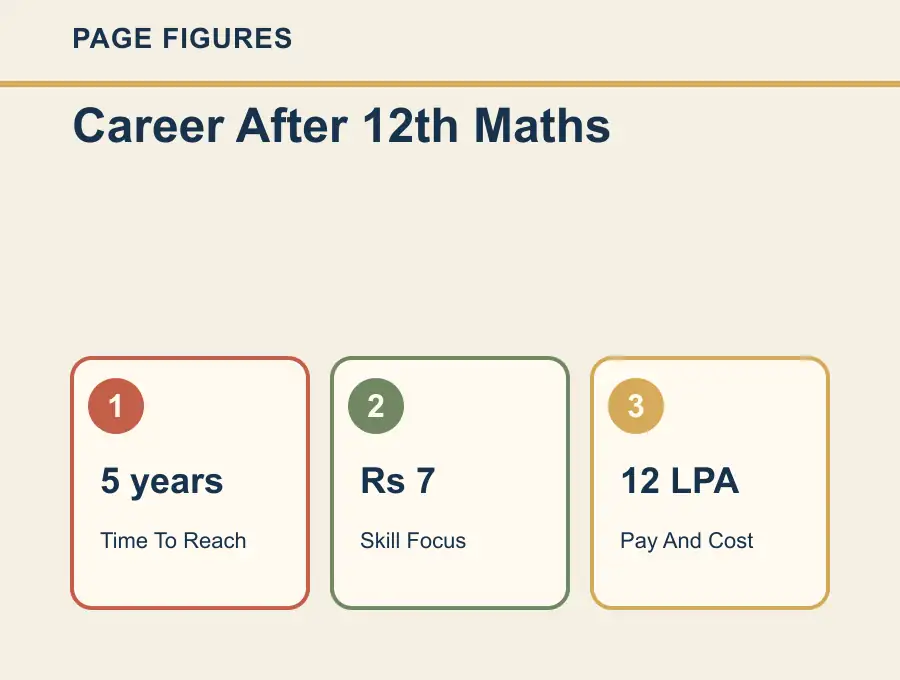 PAGE FIGURES
Career After 12th Maths
1
5 years
Time To Reach
2
Rs 7
Skill Focus
3
12 LPA
Pay And Cost